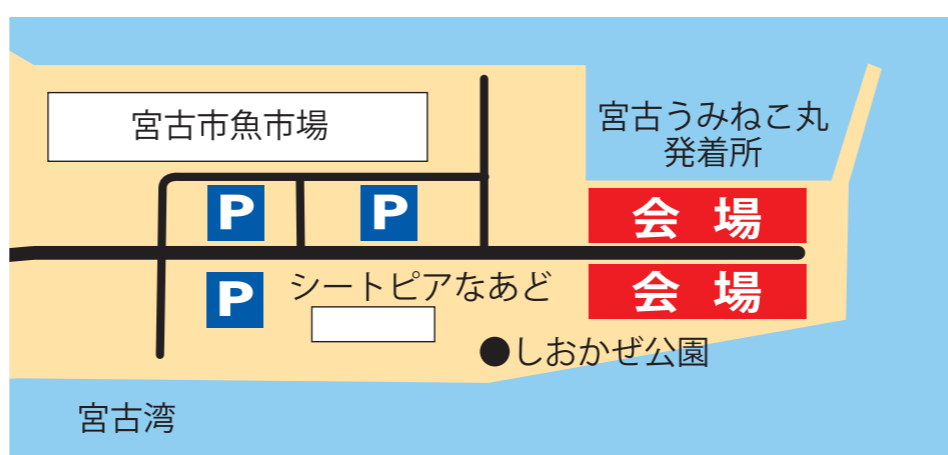 宮古市魚市場
宮古うみねこ丸
発着所
P
P
会 場
P
シートピアなあど
会 場
●しおかぜ公園
宮古湾